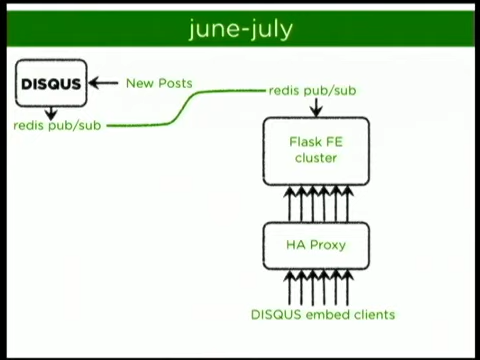 june-july
DISQUS
New Posts
redis pub/sub
redis pub/sub
Flask FE
cluster
HA Proxy
DISQUS embed clients